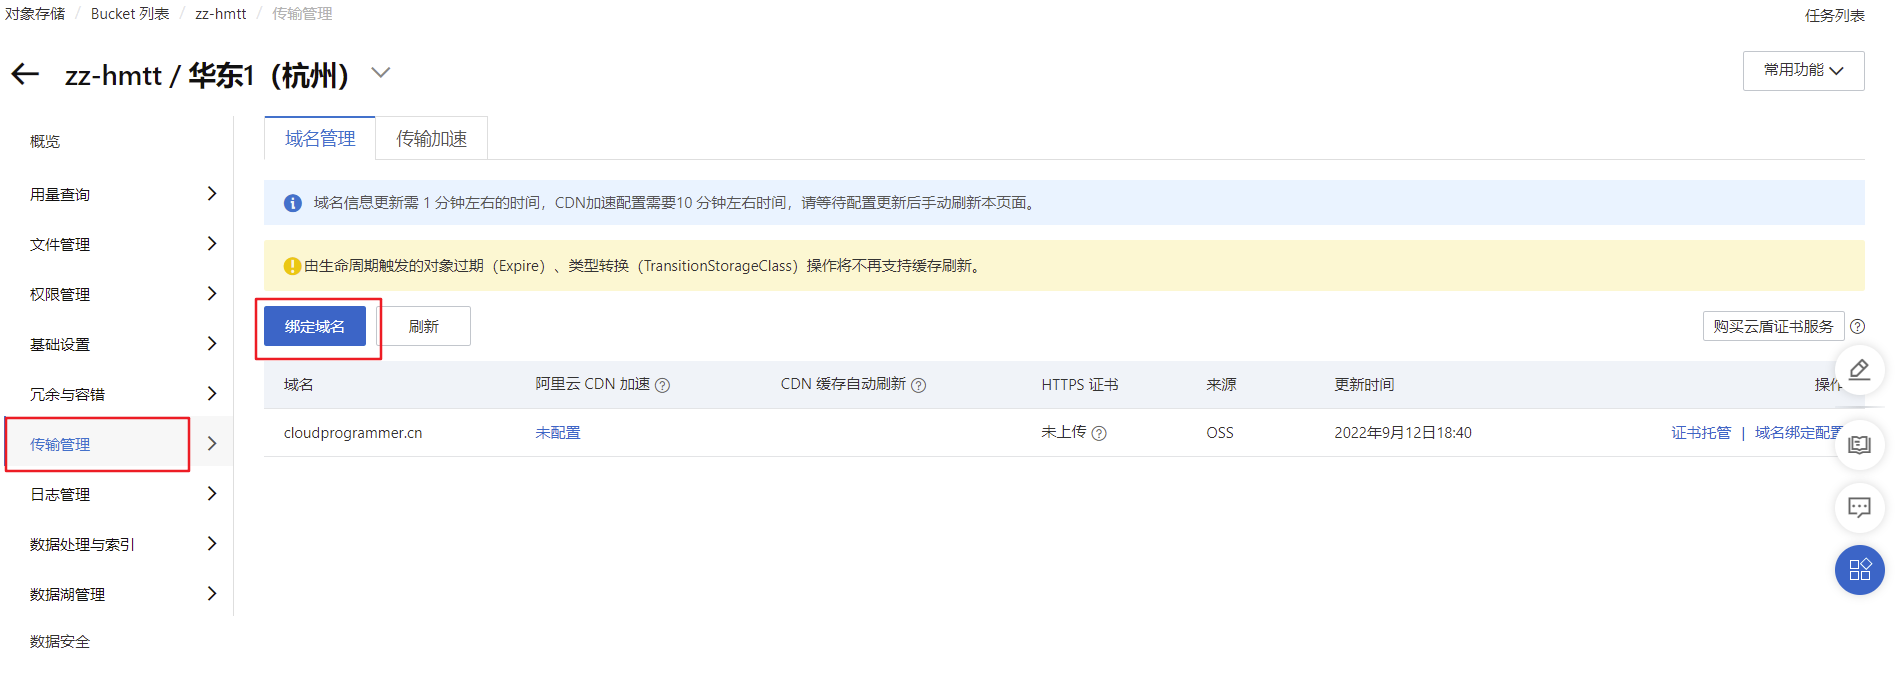 对象存储 / Bucket 列表 / zz-hmtt / 传输管理
任务列表
zz-hmtt / 华东1（杭州）
常用功能
概览
用量查询
文件管理
权限管理
基础设置
冗余与容错
传输管理
日志管理
数据处理与索引
数据湖管理
数据安全
域名管理 传输加速
域名信息更新需 1 分钟左右的时间，CDN加速配置需要10 分钟左右时间，请等待配置更新后手动刷新本页面。
由生命周期触发的对象过期（Expire）、类型转换（TransitionStorageClass）操作将不再支持缓存刷新。
绑定域名 刷新 购买云盾证书服务
域名 阿里云 CDN 加速 CDN 缓存自动刷新 HTTPS 证书 来源 更新时间 操作
cloudprogrammer.cn 未配置 未上传 OSS 2022年9月12日18:40 证书托管 | 域名绑定配置